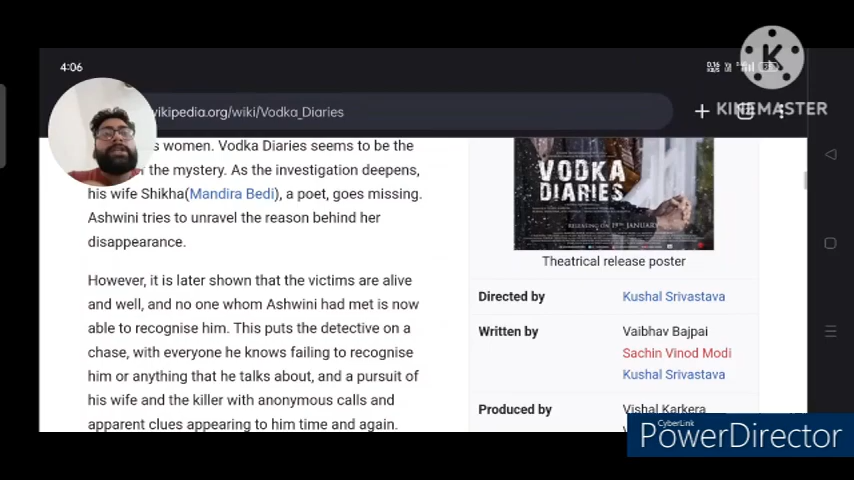 4:06
KINEMASTER
wikipedia.org/wiki/Vodka_Diaries
women. Vodka Diaries seems to be the
the mystery. As the investigation deepens,
his wife Shikha(Mandira Bedi), a poet, goes missing.
Ashwini tries to unravel the reason behind her
disappearance.
However, it is later shown that the victims are alive
and well, and no one whom Ashwini had met is now
able to recognise him. This puts the detective on a
chase, with everyone he knows failing to recognise
him or anything that he talks about, and a pursuit of
his wife and the killer with anonymous calls and
apparent clues appearing to him time and again.
VODKA
DIARIES
RELEASING ON 19TH JANUARY
Theatrical release poster
Directed by Kushal Srivastava
Written by Vaibhav Bajpai
Sachin Vinod Modi
Kushal Srivastava
Produced by Vishal Karkera
CyberLink
PowerDirector